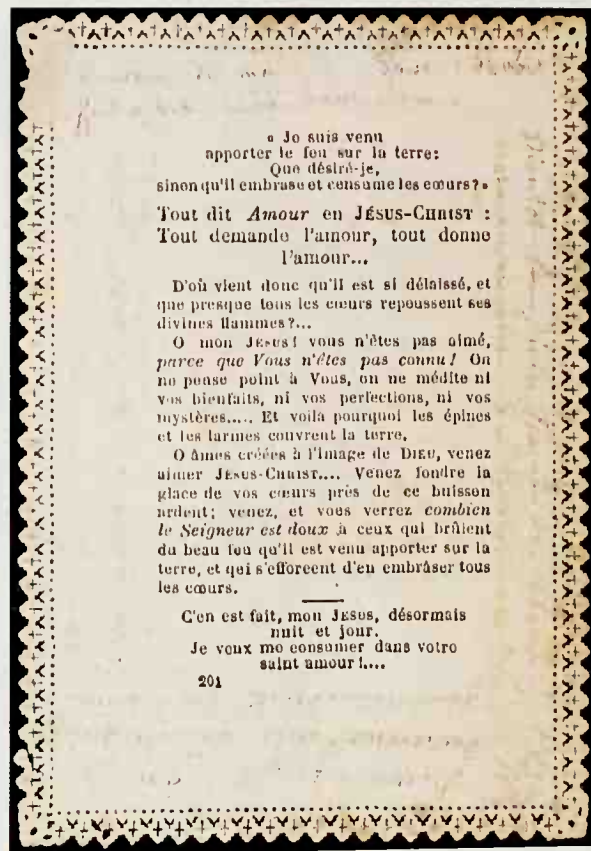 « Je suis venu
apporter le feu sur la terre:
Que désiré-je,
sinon qu'il embrase et consume les cœurs? »
Tout dit Amour en JÉSUS-CHRIST :
Tout demande l'amour, tout donne
l'amour...
D'où vient donc qu'il est si délaissé, et
que presque tous les cœurs repoussent ses
divines flammes?...
O mon JÉSUS! vous n'êtes pas aimé,
parce que Vous n'êtes pas connu! On
ne pense point à Vous, on ne médite ni
vos bienfaits, ni vos perfections, ni vos
mystères..... Et voilà pourquoi les épines
et les larmes couvrent la terre.
O âmes créées à l'image de DIEU, venez
aimer JÉSUS-CHRIST.... Venez fondre la
glace de vos cœurs près de ce buisson
ardent; venez, et vous verrez combien
le Seigneur est doux à ceux qui brûlent
du beau feu qu'il est venu apporter sur la
terre, et qui s'efforcent d'en embrâser tous
les cœurs.
C'en est fait, mon JÉSUS, désormais
nuit et jour.
Je veux me consumer dans votre
saint amour!....
201